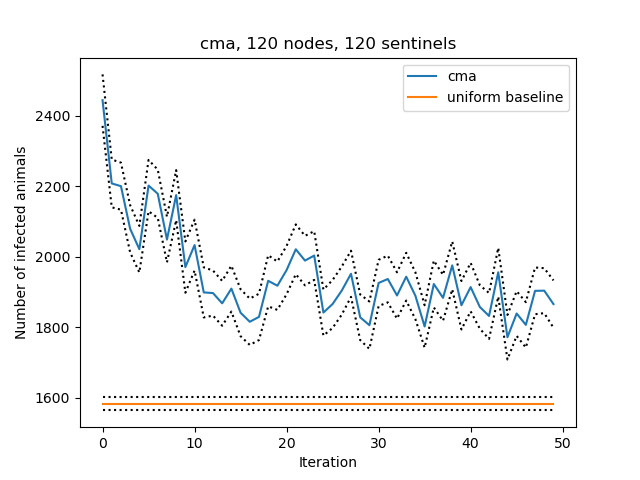 cma, 120 nodes, 120 sentinels
cma
uniform baseline
Number of infected animals
2400
2200
2000
1800
1600
0 10 20 30 40 50
Iteration